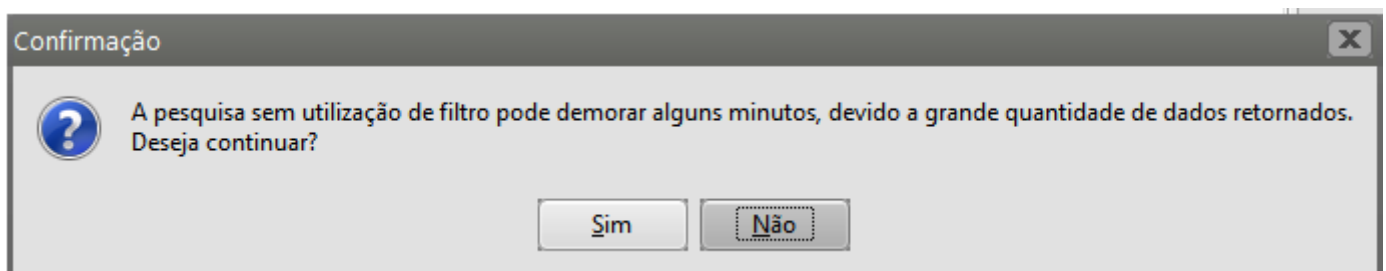 Confirmação
A pesquisa sem utilização de filtro pode demorar alguns minutos, devido a grande quantidade de dados retornados.
Deseja continuar?
Sim
Não